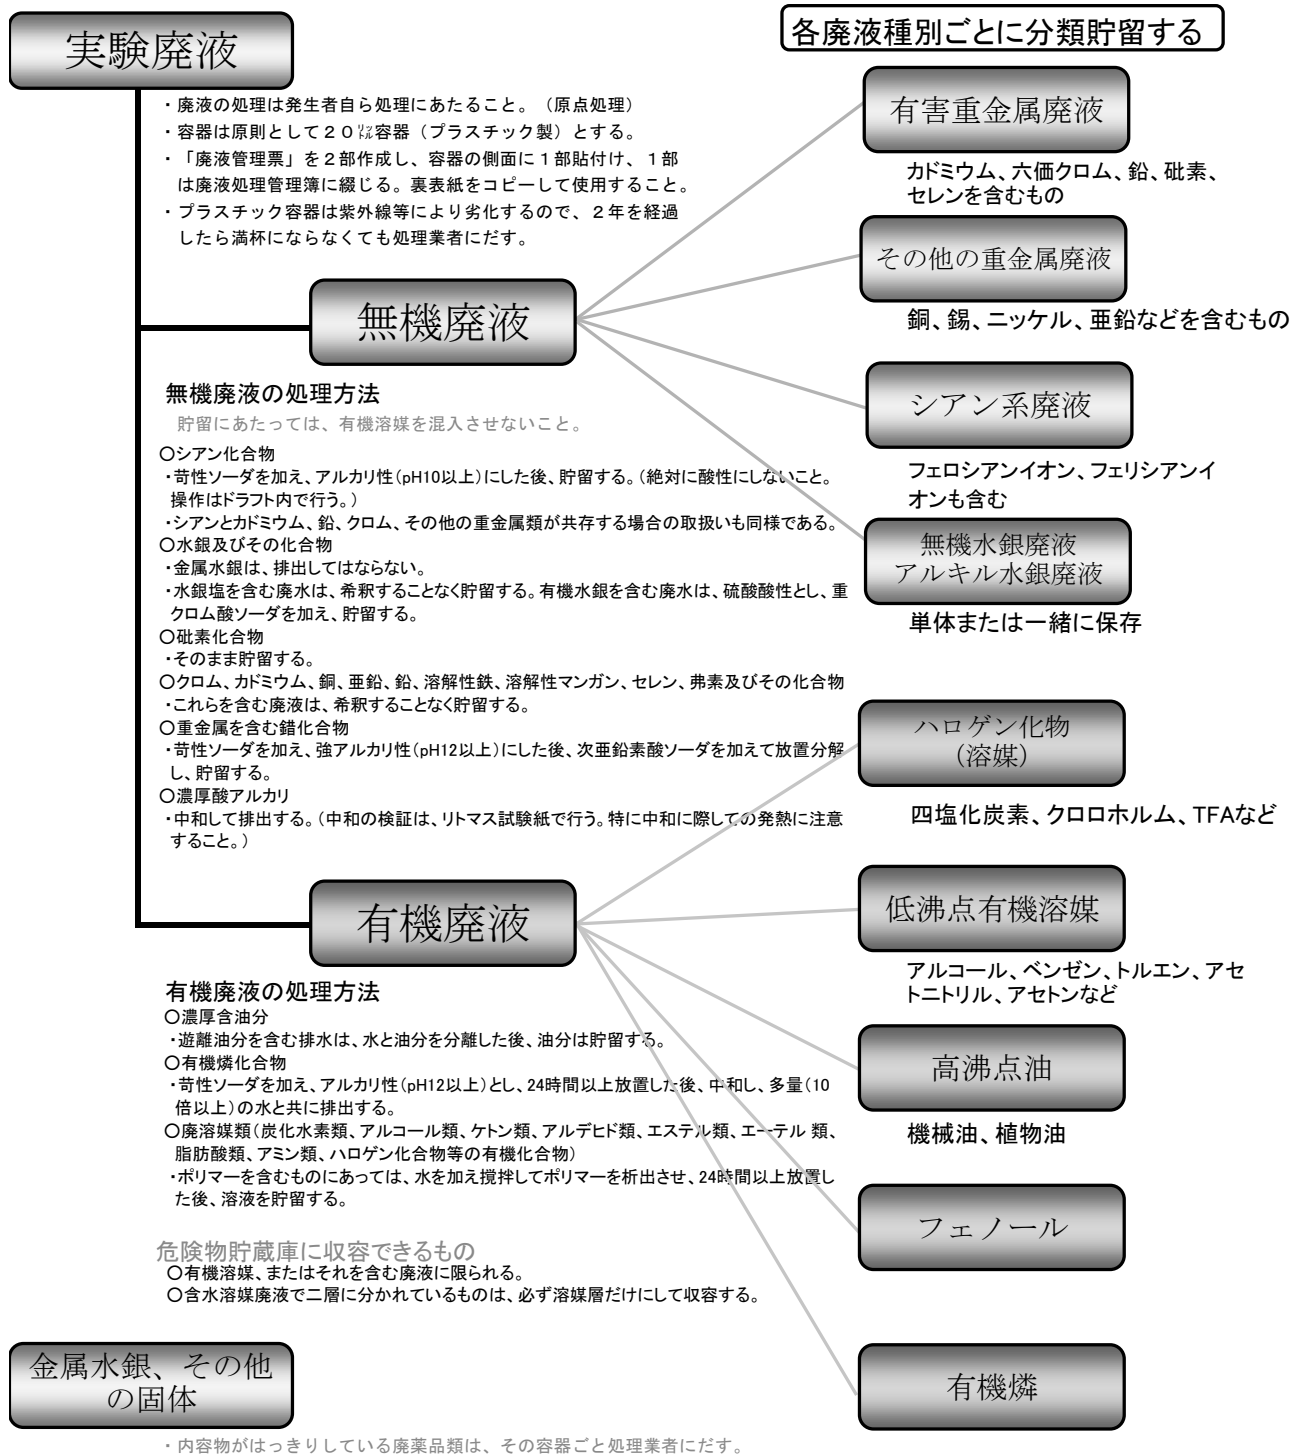 実験廃液
・廃液の処理は発生者自ら処理にあたること。（原点処理）
・容器は原則として２０㍑容器（プラスチック製）とする。
・「廃液管理票」を２部作成し、容器の側面に１部貼付け、１部
は廃液処理管理簿に綴じる。裏表紙をコピーして使用すること。
・プラスチック容器は紫外線等により劣化するので、２年を経過
したら満杯にならなくても処理業者にだす。
無機廃液
無機廃液の処理方法
貯留にあたっては、有機溶媒を混入させないこと。
○シアン化合物
・苛性ソーダを加え、アルカリ性（pH10以上）にした後、貯留する。（絶対に酸性にしないこと。
操作はドラフト内で行う。）
・シアンとカドミウム、鉛、クロム、その他の重金属類が共存する場合の取扱いも同様である。
○水銀及びその化合物
・金属水銀は、排出してはならない。
・水銀塩を含む廃水は、希釈することなく貯留する。有機水銀を含む廃水は、硫酸酸性とし、重
クロム酸ソーダを加え、貯留する。
○砒素化合物
・そのまま貯留する。
○クロム、カドミウム、銅、亜鉛、鉛、溶解性鉄、溶解性マンガン、セレン、弗素及びその化合物
・これらを含む廃液は、希釈することなく貯留する。
○重金属を含む錯化合物
・苛性ソーダを加え、強アルカリ性（pH12以上）にした後、次亜鉛素酸ソーダを加えて放置分解
し、貯留する。
○濃厚酸アルカリ
・中和して排出する。（中和の検証は、リトマス試験紙で行う。特に中和に際しての発熱に注意
すること。）
有機廃液
有機廃液の処理方法
○濃厚含油分
・遊離油分を含む排水は、水と油分を分離した後、油分は貯留する。
○有機燐化合物
・苛性ソーダを加え、アルカリ性（pH12以上）とし、24時間以上放置した後、中和し、多量（10
倍以上）の水と共に排出する。
○廃溶媒類（炭化水素類、アルコール類、ケトン類、アルデヒド類、エステル類、エーテル 類、
脂肪酸類、アミン類、ハロゲン化合物等の有機化合物）
・ポリマーを含むものにあっては、水を加え撹拌してポリマーを析出させ、24時間以上放置し
た後、溶液を貯留する。
危険物貯蔵庫に収容できるもの
○有機溶媒、またはそれを含む廃液に限られる。
○含水溶媒廃液で二層に分かれているものは、必ず溶媒層だけにして収容する。
金属水銀、その他
の固体
・内容物がはっきりしている廃薬品類は、その容器ごと処理業者にだす。
各廃液種別ごとに分類貯留する
有害重金属廃液
カドミウム、六価クロム、鉛、砒素、
セレンを含むもの
その他の重金属廃液
銅、錫、ニッケル、亜鉛などを含むもの
シアン系廃液
フェロシアンイオン、フェリシアンイ
オンも含む
無機水銀廃液
アルキル水銀廃液
単体または一緒に保存
ハロゲン化物
（溶媒）
四塩化炭素、クロロホルム、TFAなど
低沸点有機溶媒
アルコール、ベンゼン、トルエン、アセ
トニトリル、アセトンなど
高沸点油
機械油、植物油
フェノール
有機燐